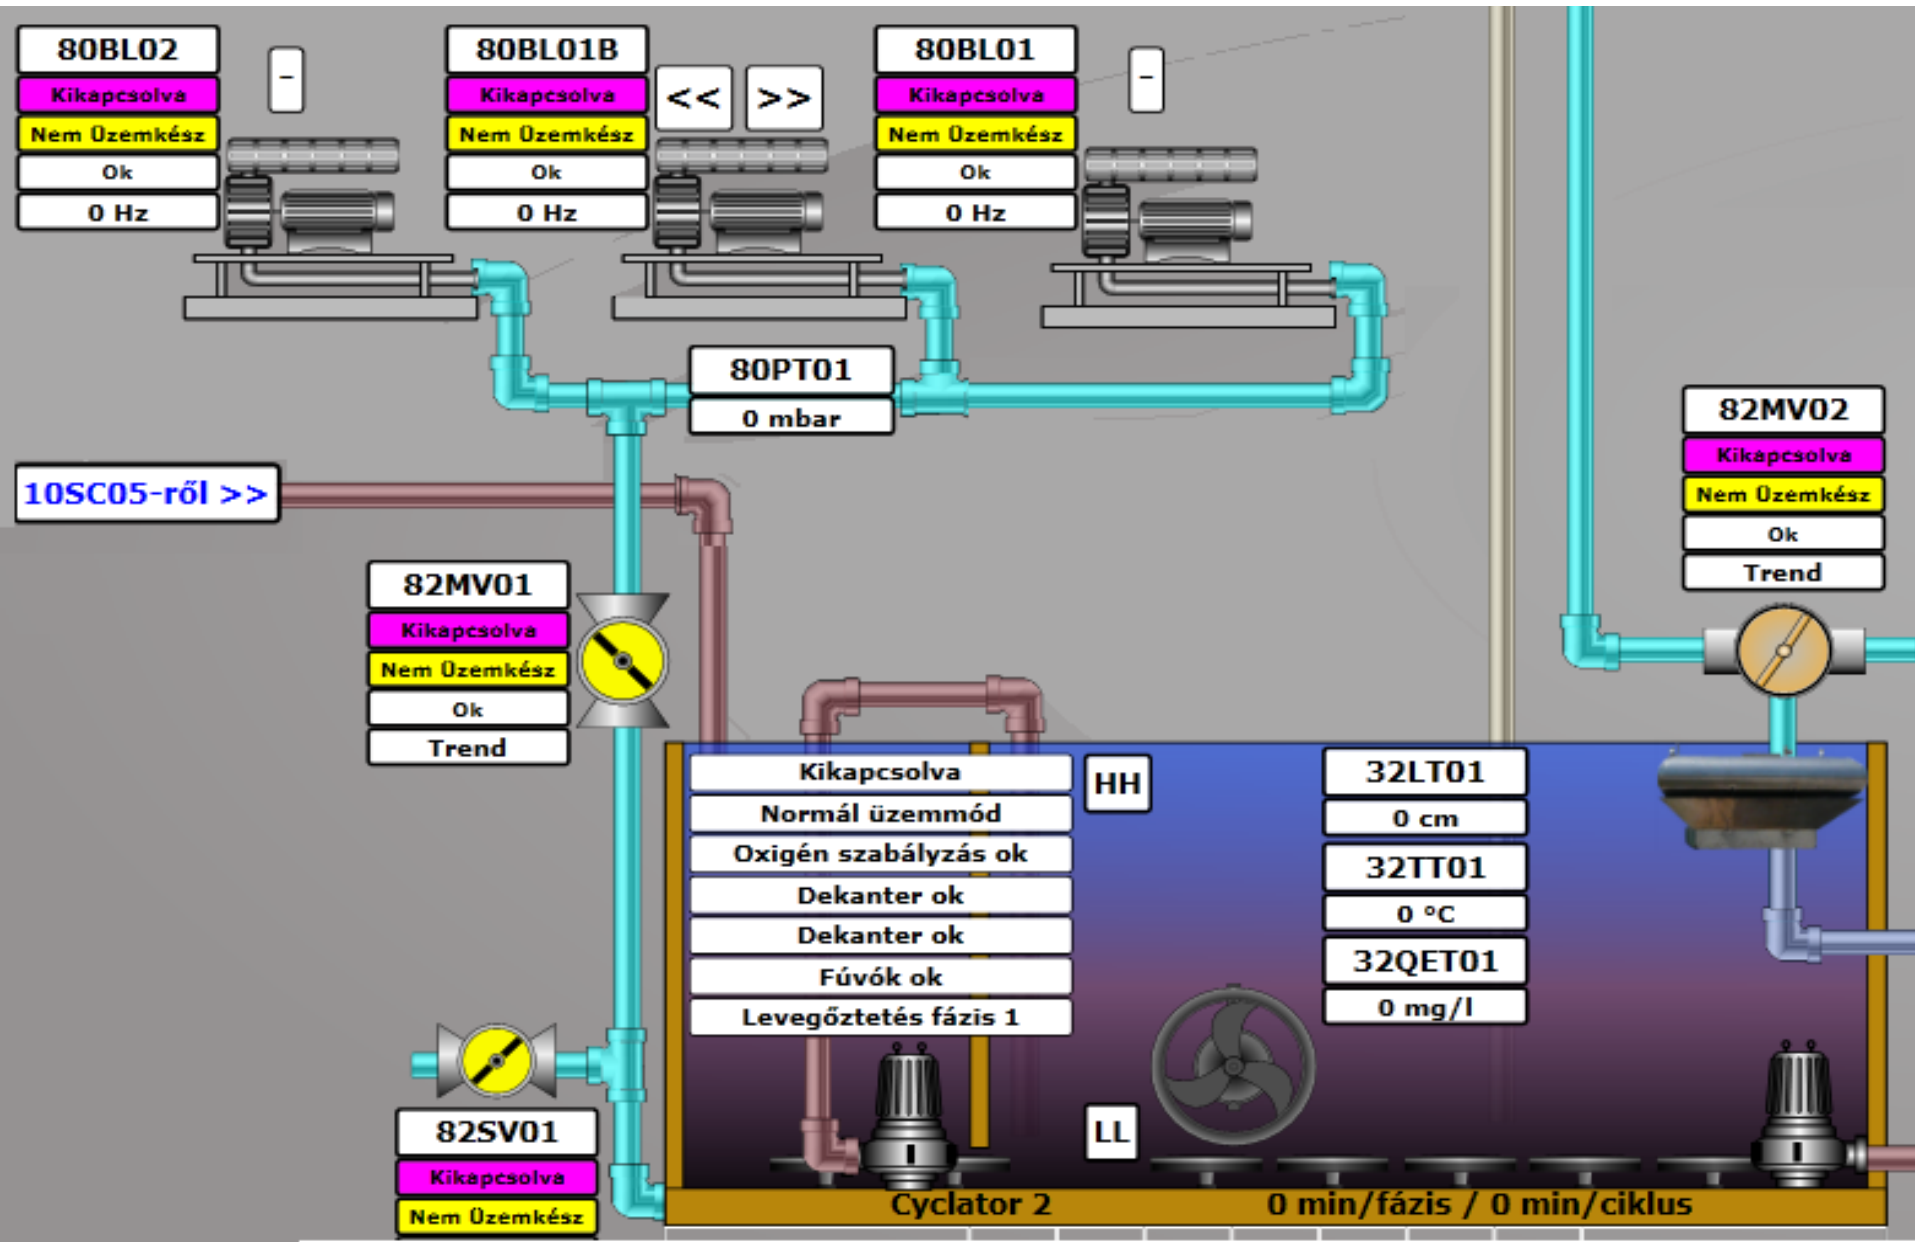 80BL02
Kikapcsolva
Nem Üzemkész
Ok
0 Hz
-
80BL01B
Kikapcsolva
Nem Üzemkész
Ok
0 Hz
<<
>>
80BL01
Kikapcsolva
Nem Üzemkész
Ok
0 Hz
-
80PT01
0 mbar
82MV02
Kikapcsolva
Nem Üzemkész
Ok
Trend
10SC05-ről >>
82MV01
Kikapcsolva
Nem Üzemkész
Ok
Trend
Kikapcsolva
Normál üzemmód
Oxigén szabályzás ok
Dekanter ok
Dekanter ok
Fúvók ok
Levegőztetés fázis 1
HH
LL
32LT01
0 cm
32TT01
0 °C
32QET01
0 mg/l
82SV01
Kikapcsolva
Nem Üzemkész
Cyclator 2
0 min/fázis / 0 min/ciklus